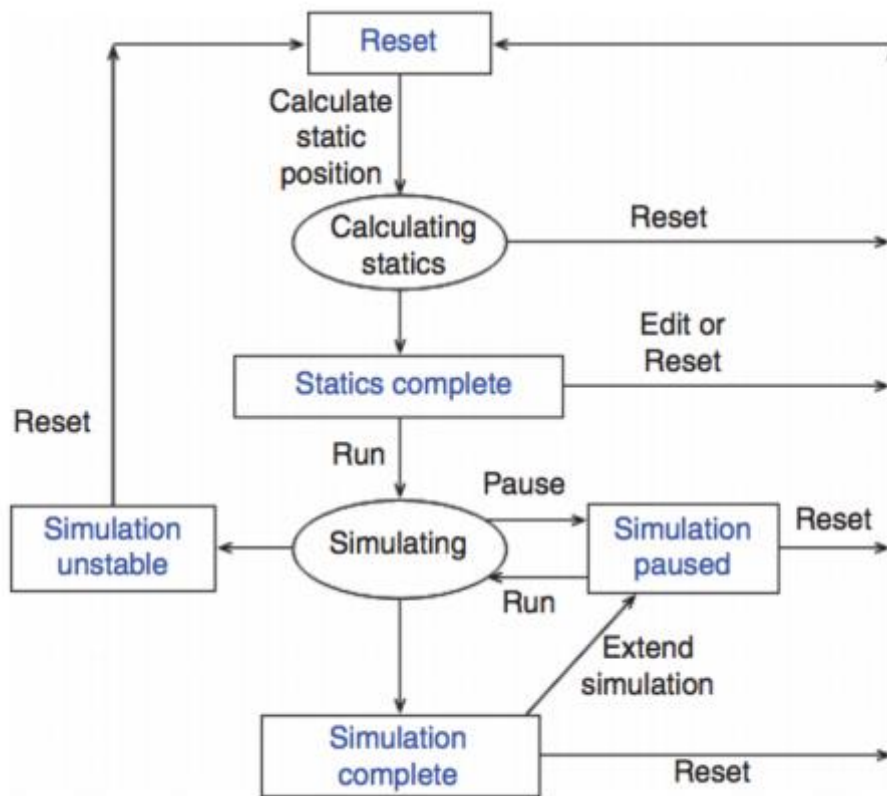 Reset
Calculate
static
position
Calculating
statics
Reset
Edit or
Reset
Statics complete
Reset
Run
Pause
Simulation
unstable
Simulating
Simulation
paused
Reset
Run
Extend
simulation
Simulation
complete
Reset